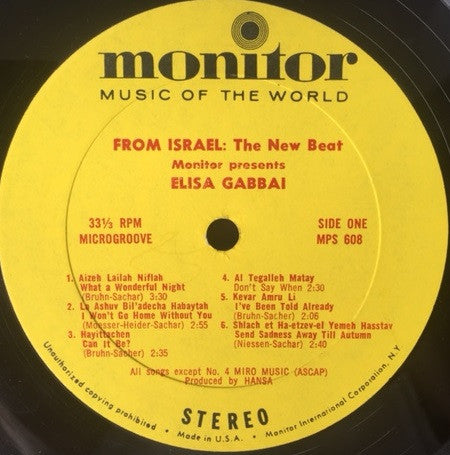 monitor
MUSIC OF THE WORLD
FROM ISRAEL: The New Beat
Monitor presents
ELISA GABBAI
33⅓ RPM
MICROGROOVE
SIDE ONE
MPS 608
1. Aizeh Lailah Niflah
What a Wonderful Night
(Bruhn-Sachar) 3:30
2. La Ashuv Bil'adecha Habaytah
I Won't Go Home Without You
(Moesser-Heider-Sachar) 2:55
3. Hayittachen
Can it Be?
(Bruhn-Sacher) 2:35
4. Al Tegalleh Matay
Don't Say When 2:30
5. Kevar Amru Li
I've Been Told Already
(Bruhn-Sacher) 2:06
6. Shlach et Ha-etzev-el Yemeh Hasstav
Send Sadness Away Till Autumn
(Niessen-Sachar) 2:40
All songs except No. 4 MIRO MUSIC (ASCAP)
Produced by HANSA
STEREO
Unauthorized copying prohibited • Made in U.S.A. • Monitor International Corporation, N.Y.